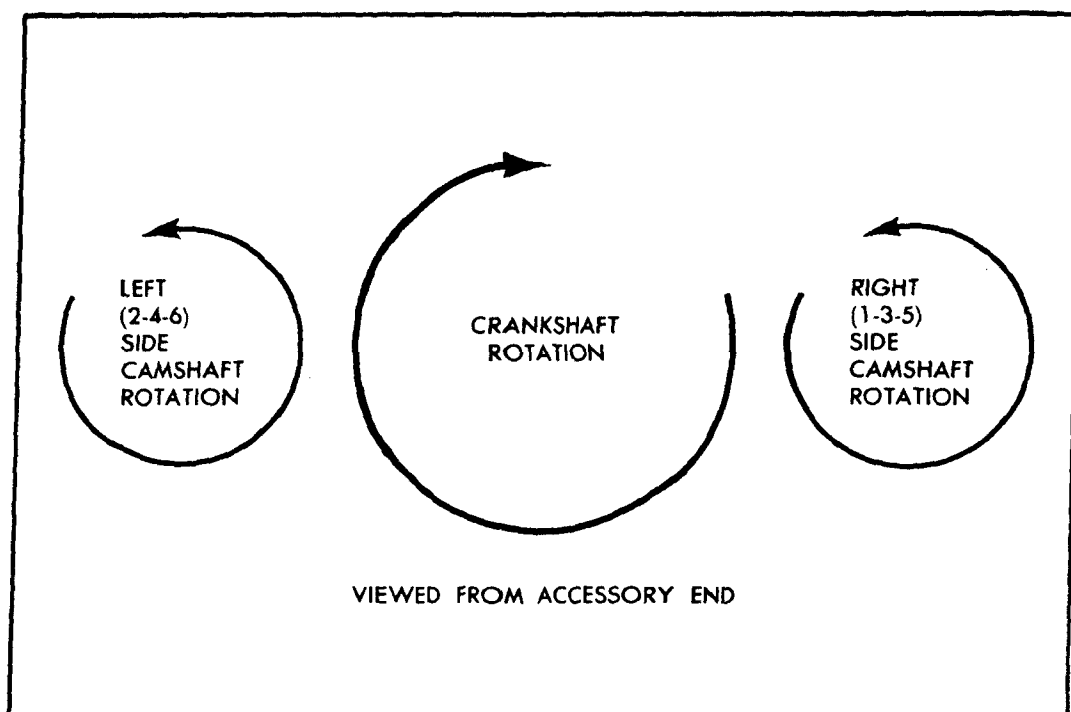 LEFT
(2-4-6)
SIDE
CAMSHAFT
ROTATION
CRANKSHAFT
ROTATION
RIGHT
(1-3-5)
SIDE
CAMSHAFT
ROTATION
VIEWED FROM ACCESSORY END